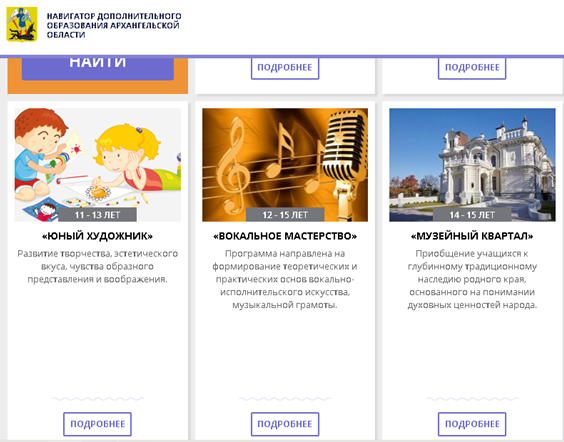 НАВИГАТОР ДОПОЛНИТЕЛЬНОГО
ОБРАЗОВАНИЯ АРХАНГЕЛЬСКОЙ
ОБЛАСТИ
НАЙТИ
ПОДРОБНЕЕ
ПОДРОБНЕЕ
11 - 13 ЛЕТ
«ЮНЫЙ ХУДОЖНИК»
Развитие творчества, эстетического
вкуса, чувства образного
представления и воображения.
ПОДРОБНЕЕ
12 - 15 ЛЕТ
«ВОКАЛЬНОЕ МАСТЕРСТВО»
Программа направлена на
формирование теоретических и
практических основ вокально-
исполнительского искусства,
музыкальной грамоты.
ПОДРОБНЕЕ
14 - 15 ЛЕТ
«МУЗЕЙНЫЙ КВАРТАЛ»
Приобщение учащихся к
глубинному традиционному
наследию родного края,
основанного на понимании
духовных ценностей народа.
ПОДРОБНЕЕ